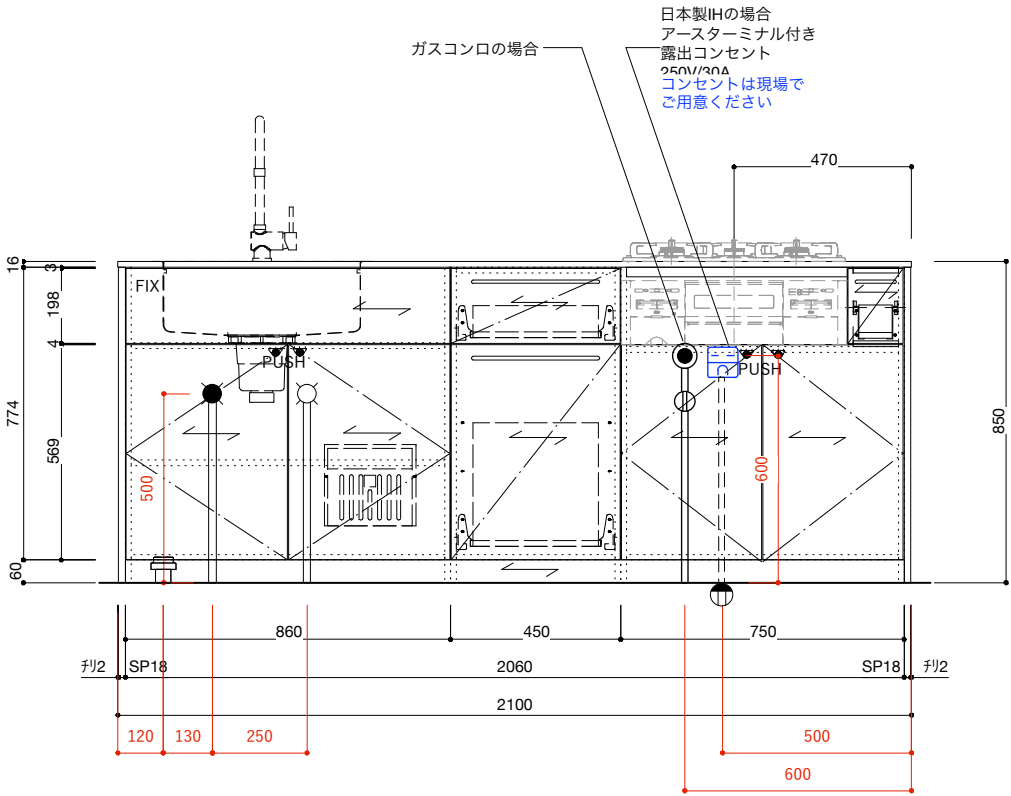 日本製IHの場合
アースターミナル付き
露出コンセント
250V/30A
コンセントは現場で
ご用意ください
ガスコンロの場合
470
16
3
FIX
198
4
PUSH
PUSH
774
569
500
600
850
60
860
450
750
チリ2
SP18
2060
SP18
チリ2
2100
120
130
250
500
600